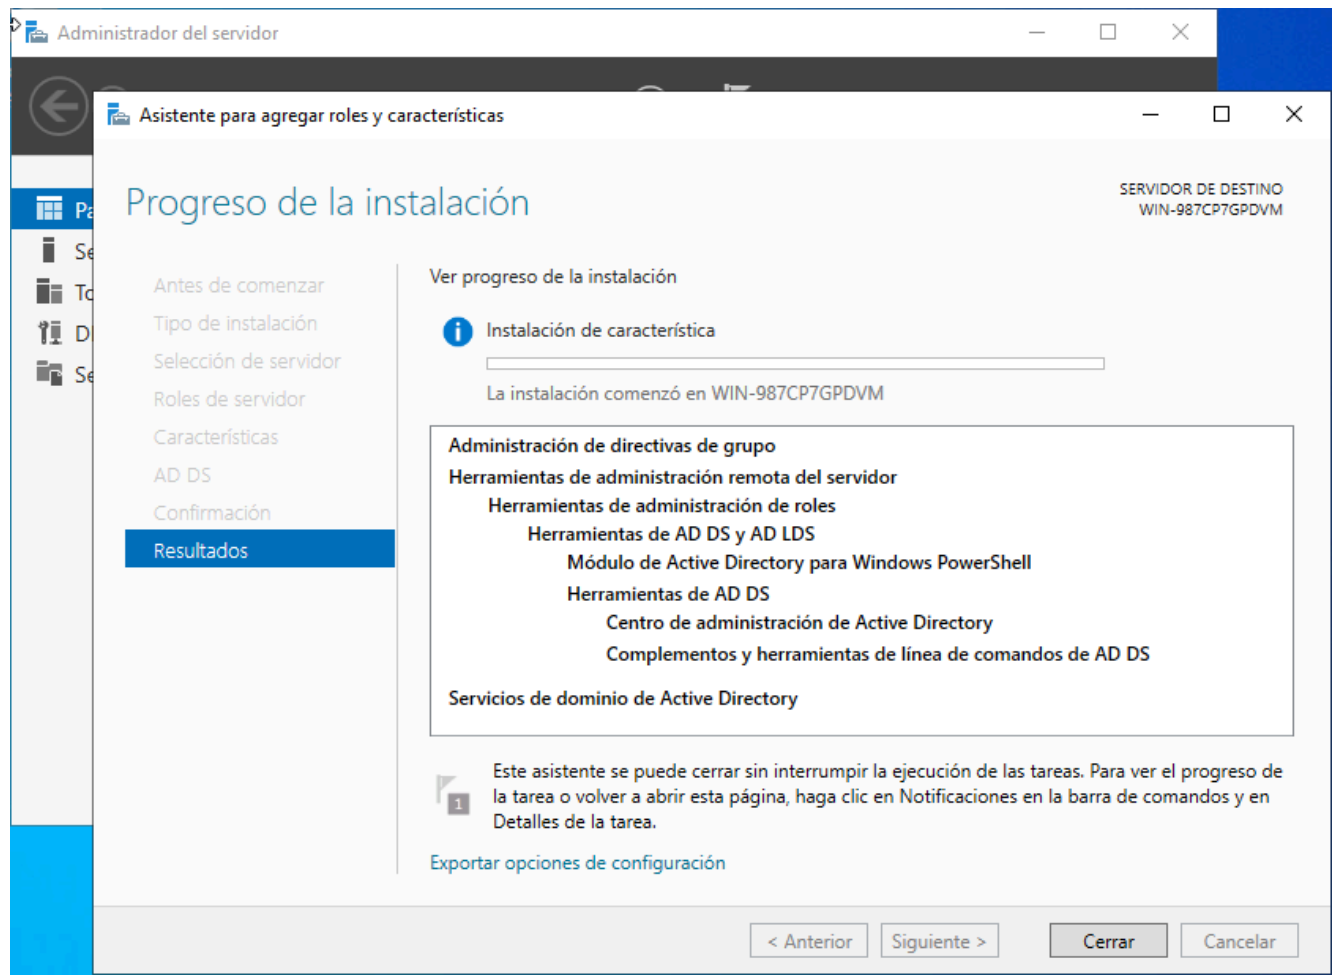 Administrador del servidor
Asistente para agregar roles y características
Progreso de la instalación
SERVIDOR DE DESTINO
WIN-987CP7GPDVM
Antes de comenzar
Tipo de instalación
Selección de servidor
Roles de servidor
Características
AD DS
Confirmación
Resultados
Ver progreso de la instalación
Instalación de característica
La instalación comenzó en WIN-987CP7GPDVM
Administración de directivas de grupo
Herramientas de administración remota del servidor
Herramientas de administración de roles
Herramientas de AD DS y AD LDS
Módulo de Active Directory para Windows PowerShell
Herramientas de AD DS
Centro de administración de Active Directory
Complementos y herramientas de línea de comandos de AD DS
Servicios de dominio de Active Directory
1
Este asistente se puede cerrar sin interrumpir la ejecución de las tareas. Para ver el progreso de
la tarea o volver a abrir esta página, haga clic en Notificaciones en la barra de comandos y en
Detalles de la tarea.
Exportar opciones de configuración
< Anterior
Siguiente >
Cerrar
Cancelar